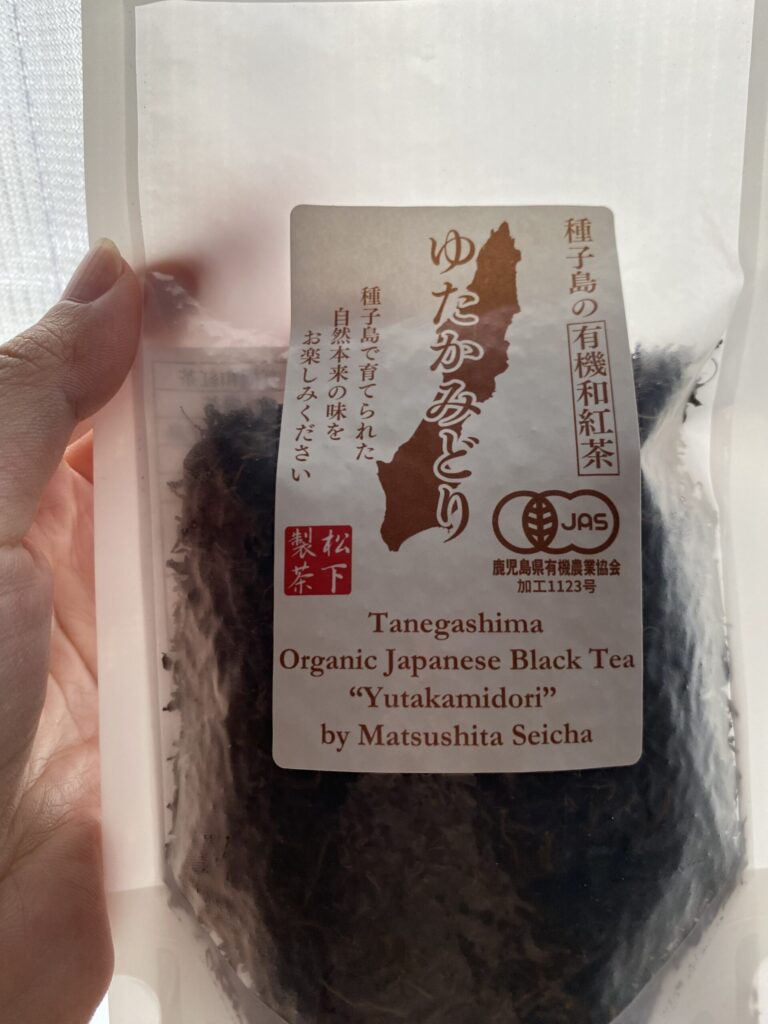 種子島の有機和紅茶
ゆたかみどり
種子島で育てられた
自然本来の味を
お楽しみください
松下
製茶
JAS
鹿児島県有機農業協会
加工1123号
Tanegashima
Organic Japanese Black Tea
“Yutakamidori”
by Matsushita Seicha